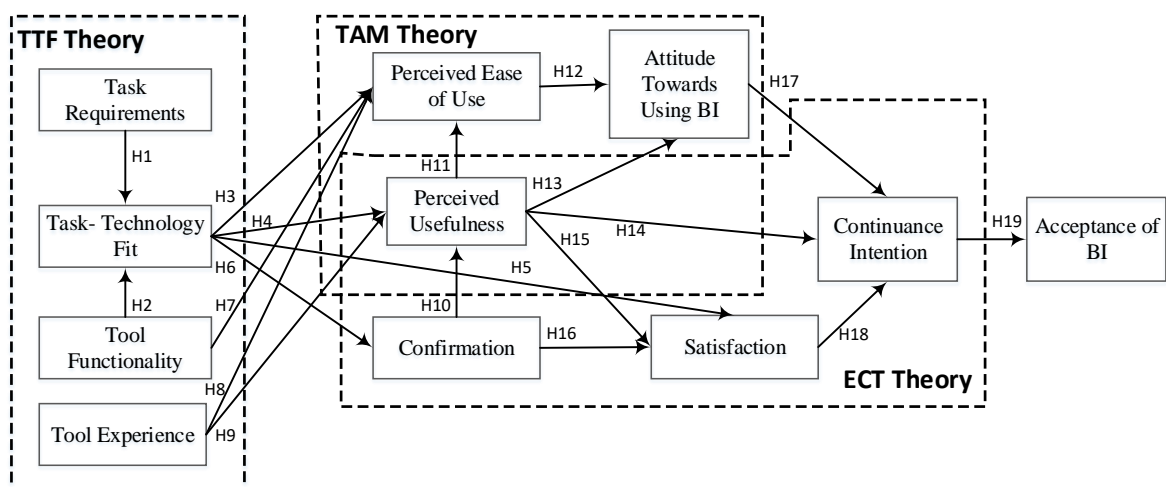 TTF Theory
Task
Requirements
H1
Task- Technology
Fit
H2
Tool
Functionality
Tool Experience
H3
H4
H5
H6
H7
H8
H9
TAM Theory
Perceived Ease
of Use
H12
Attitude
Towards
Using BI
H17
H11
Perceived
Usefulness
H13
H14
H15
H10
Confirmation
H16
Satisfaction
H18
Continuance
Intention
H19
Acceptance of
BI
ECT Theory